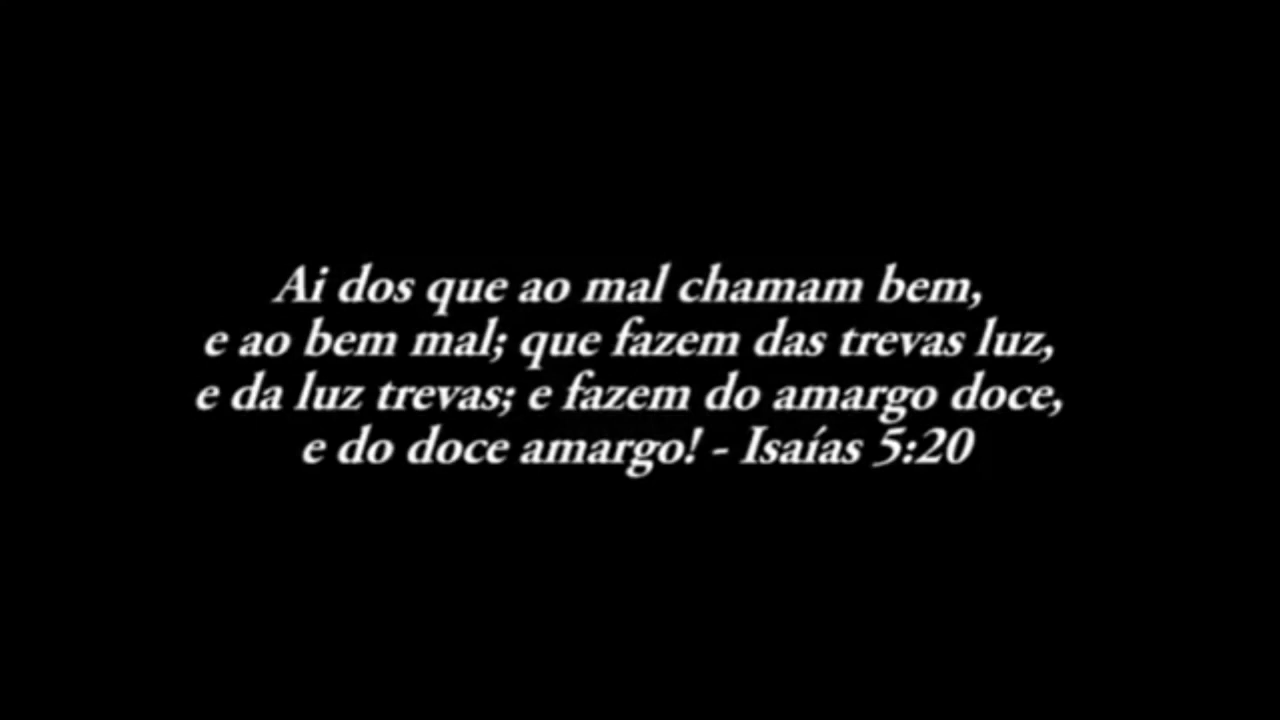 Ai dos que ao mal chamam bem,
e ao bem mal; que fazem das trevas luz,
e da luz trevas; e fazem do amargo doce,
e do doce amargo! - Isaías 5:20